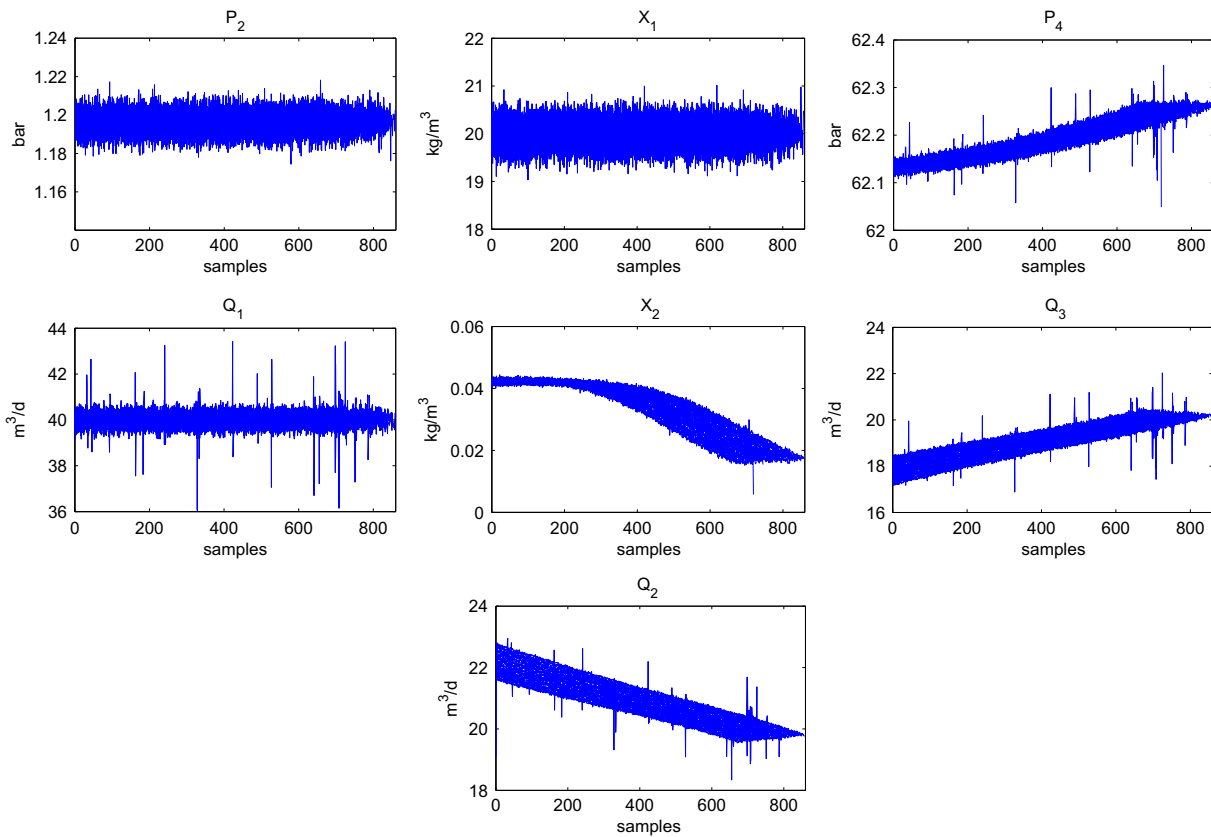 P2
1.24
1.22
1.2
1.18
1.16
bar
0 200 400 600 800
samples
X1
22
21
20
19
18
kg/m3
0 200 400 600 800
samples
P4
62.4
62.3
62.2
62.1
62
bar
0 200 400 600 800
samples
Q1
44
42
40
38
36
m3/d
0 200 400 600 800
samples
X2
0.06
0.04
0.02
0
kg/m3
0 200 400 600 800
samples
Q3
24
22
20
18
16
m3/d
0 200 400 600 800
samples
Q2
24
22
20
18
m3/d
0 200 400 600 800
samples